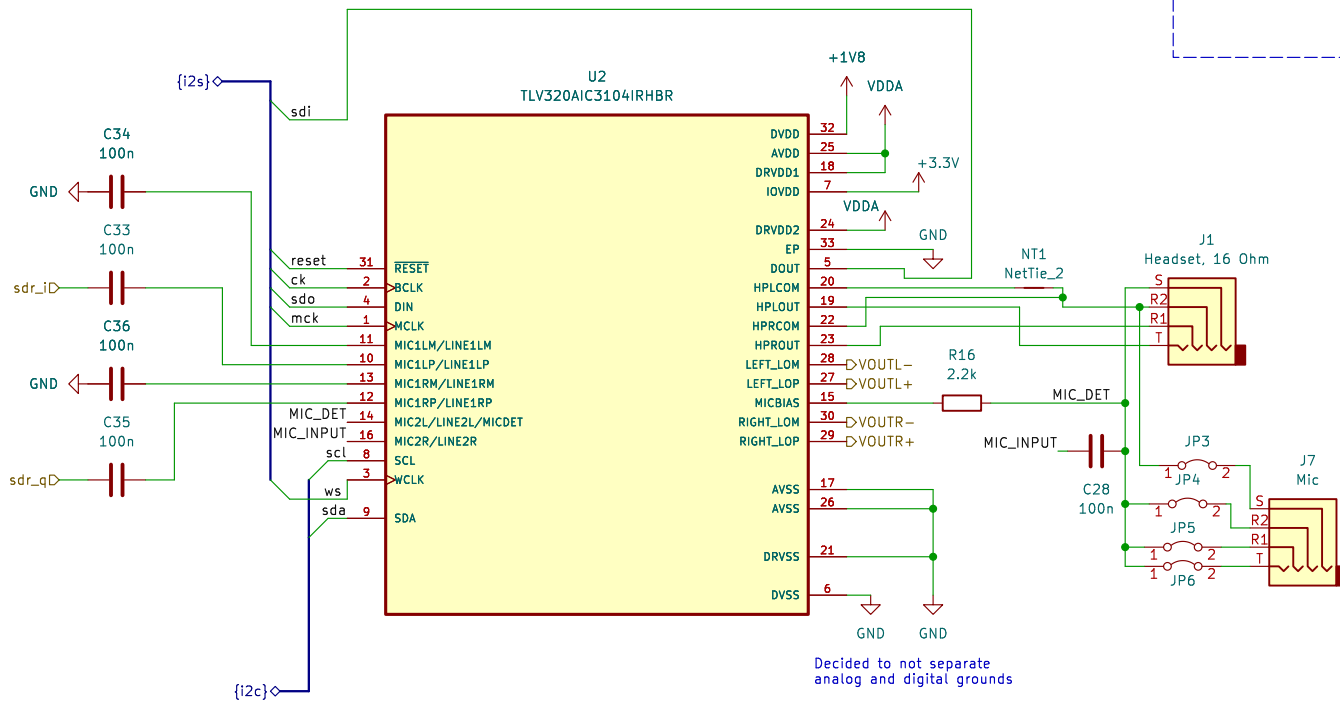 {i2s}
sdi
U2
TLV320AIC3104IRHBR
+1V8
VDDA
+3.3V
VDDA
GND
C34
100n
GND
C33
100n
sdr_i
C36
100n
GND
C35
100n
sdr_q
reset
ck
sdo
mck
MIC_DET
MIC_INPUT
scl
ws
sda
31 RESET
2 BCLK
4 DIN
1 MCLK
11 MIC1LM/LINE1LM
10 MIC1LP/LINE1LP
13 MIC1RM/LINE1RM
12 MIC1RP/LINE1RP
14 MIC2L/LINE2L/MICDET
16 MIC2R/LINE2R
8 SCL
3 WCLK
9 SDA
DVDD 32
AVDD 25
DRVDD1 18
IOVDD 7
DRVDD2 24
EP 33
DOUT 5
HPLCOM 20
HPLOUT 19
HPRCOM 22
HPROUT 23
LEFT_LOM 28 VOUTL-
LEFT_LOP 27 VOUTL+
MICBIAS 15
RIGHT_LOM 30 VOUTR-
RIGHT_LOP 29 VOUTR+
AVSS 17
AVSS 26
DRVSS 21
DVSS 6
GND
GND
NT1
NetTie_2
J1
Headset, 16 Ohm
S
R2
R1
T
R16
2.2k
MIC_DET
MIC_INPUT
C28
100n
JP3
1 2
JP4
1 2
JP5
1 2
1 2
JP6
J7
Mic
S
R2
R1
T
Decided to not separate
analog and digital grounds
{i2c}